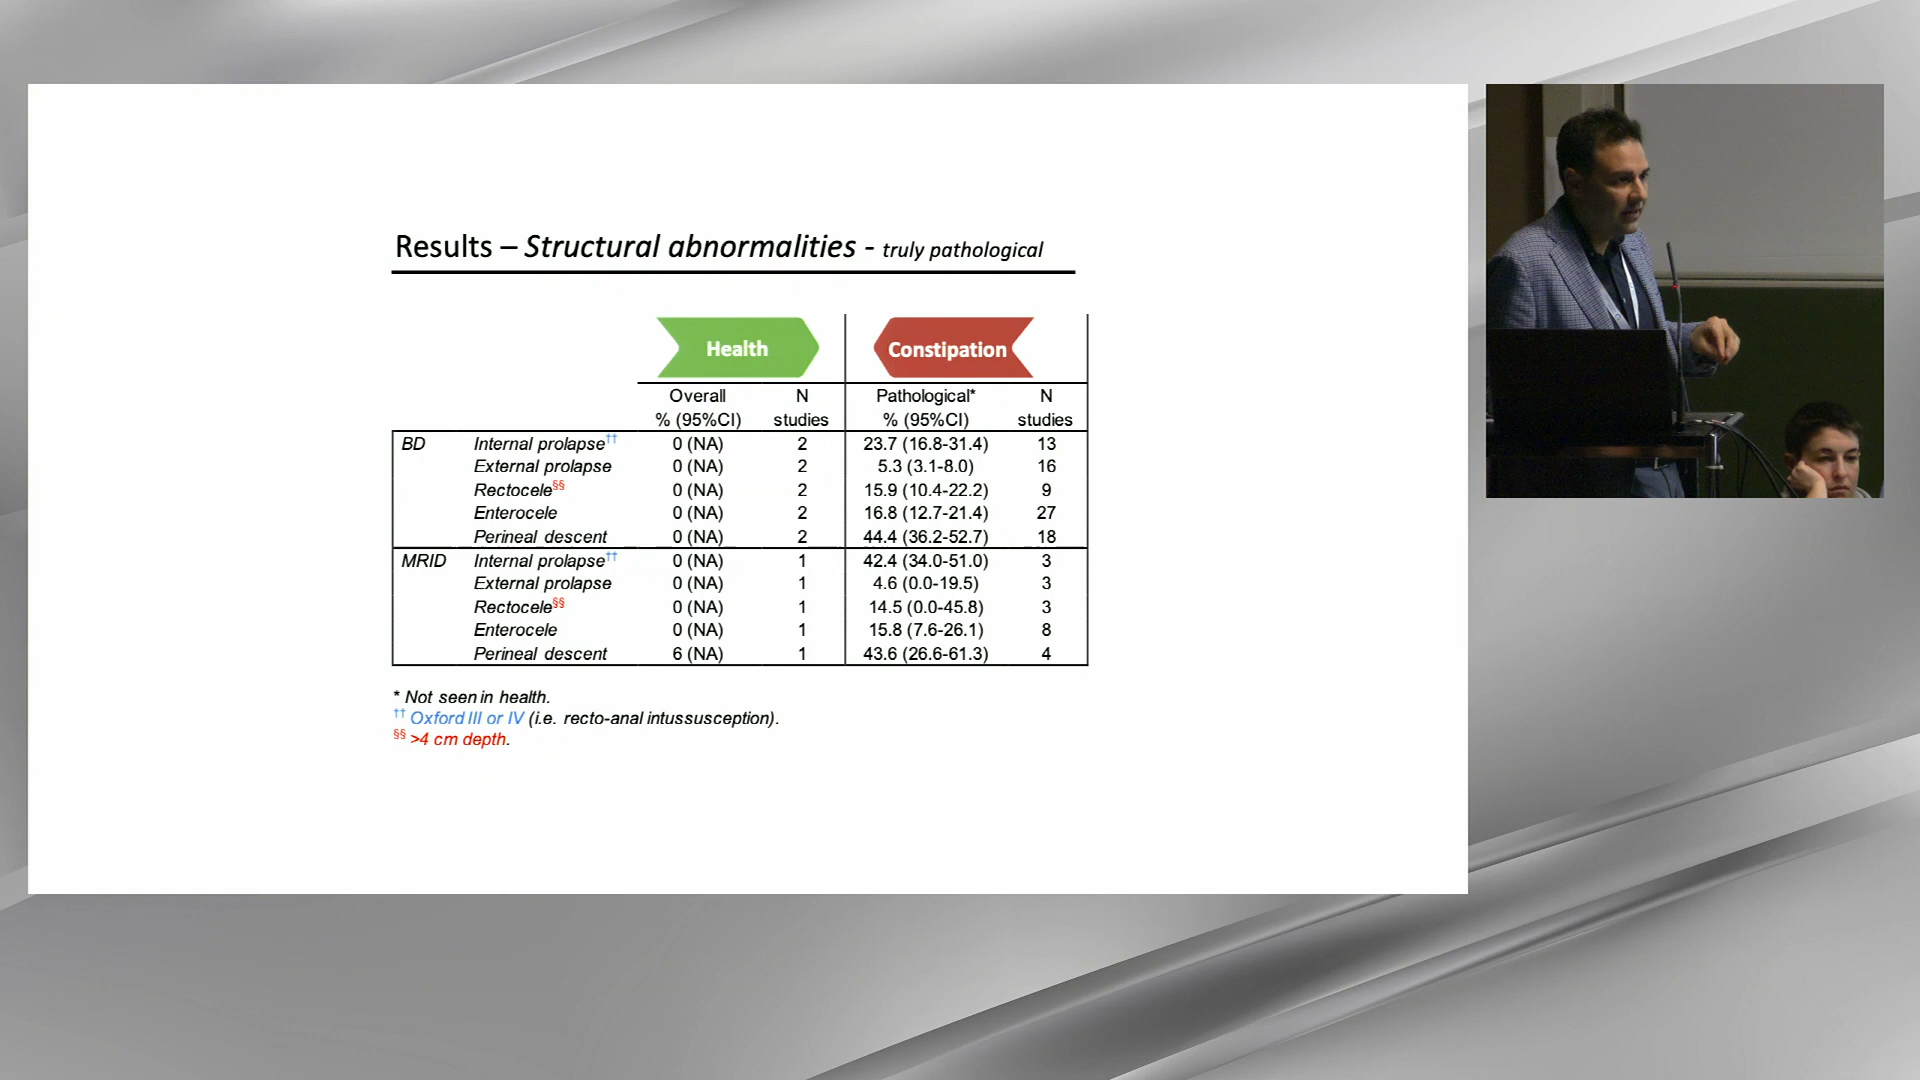 Results – Structural abnormalities - truly pathological
Health
Constipation
Overall N Pathological* N
% (95%CI) studies % (95%CI) studies
BD Internal prolapse†† 0 (NA) 2 23.7 (16.8-31.4) 13
External prolapse 0 (NA) 2 5.3 (3.1-8.0) 16
Rectocele§§ 0 (NA) 2 15.9 (10.4-22.2) 9
Enterocele 0 (NA) 2 16.8 (12.7-21.4) 27
Perineal descent 0 (NA) 2 44.4 (36.2-52.7) 18
MRID Internal prolapse†† 0 (NA) 1 42.4 (34.0-51.0) 3
External prolapse 0 (NA) 1 4.6 (0.0-19.5) 3
Rectocele§§ 0 (NA) 1 14.5 (0.0-45.8) 3
Enterocele 0 (NA) 1 15.8 (7.6-26.1) 8
Perineal descent 6 (NA) 1 43.6 (26.6-61.3) 4
* Not seen in health.
†† Oxford III or IV (i.e. recto-anal intussusception).
§§ >4 cm depth.